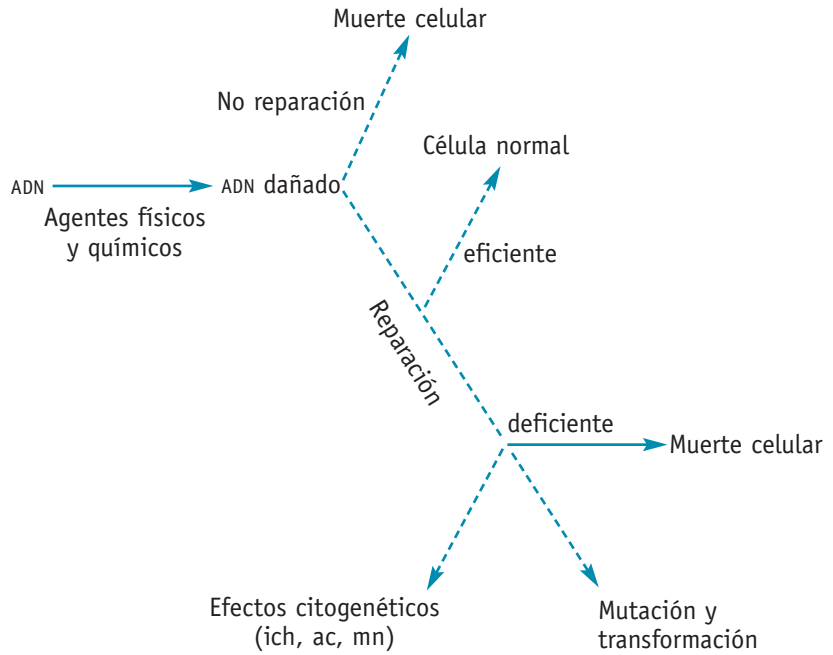 Muerte celular
No reparación
Célula normal
ADN
ADN dañado
Agentes físicos
y químicos
eficiente
Reparación
deficiente
Muerte celular
Efectos citogenéticos
(ich, ac, mn)
Mutación y
transformación